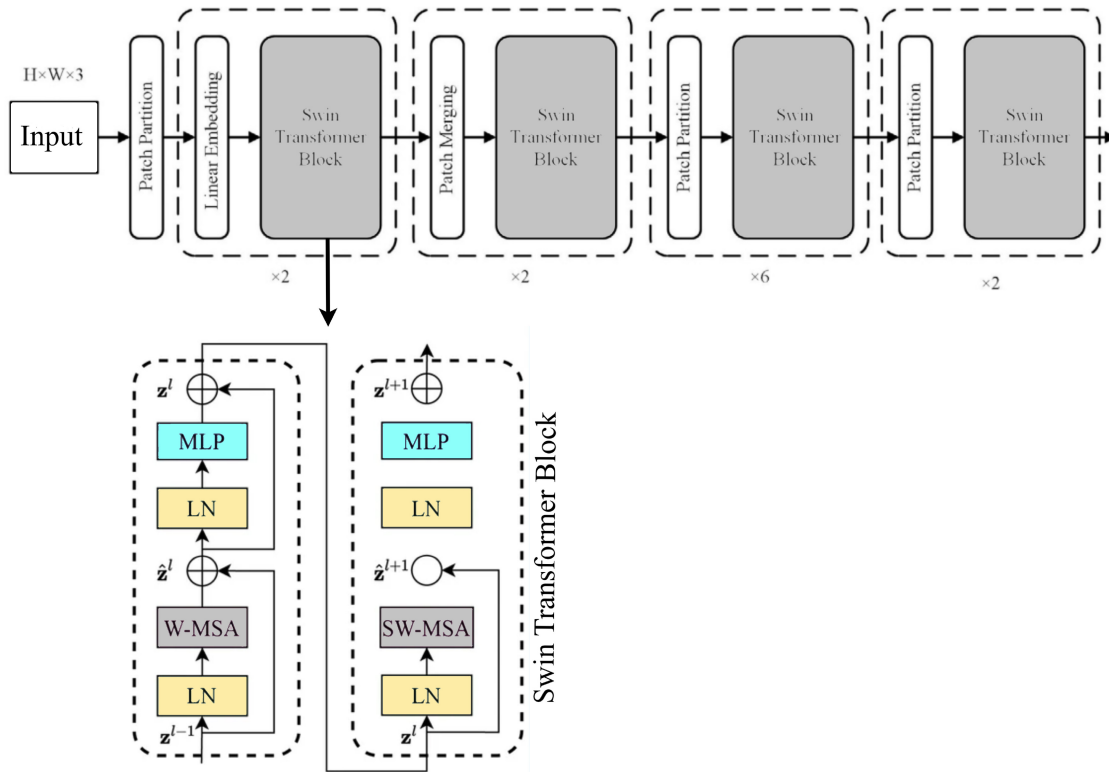 H×W×3
Input
Patch Partition
Linear Embedding
Swin
Transformer
Block
×2
Patch Merging
Swin
Transformer
Block
×2
Patch Partition
Swin
Transformer
Block
×6
Patch Partition
Swin
Transformer
Block
×2
z^l
MLP
LN
ẑ^l
W-MSA
LN
z^{l-1}
z^{l+1}
MLP
LN
ẑ^{l+1}
SW-MSA
LN
z^l
Swin Transformer Block